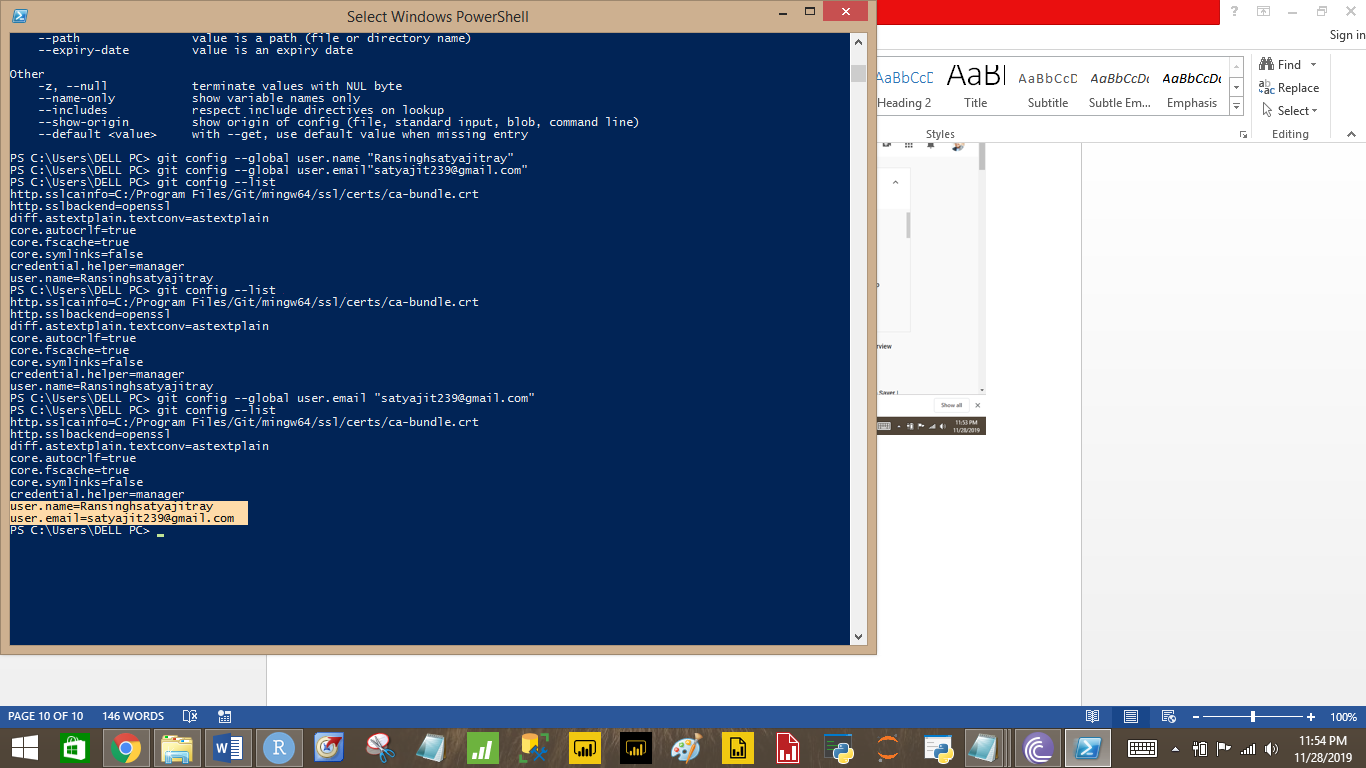 Select Windows PowerShell
--path value is a path (file or directory name)
--expiry-date value is an expiry date
Other
-z, --null terminate values with NUL byte
--name-only show variable names only
--includes respect include directives on lookup
--show-origin show origin of config (file, standard input, blob, command line)
--default <value> with --get, use default value when missing entry
PS C:\Users\DELL PC> git config --global user.name "Ransinghsatyajitray"
PS C:\Users\DELL PC> git config --global user.email"satyajit239@gmail.com"
PS C:\Users\DELL PC> git config --list
http.sslcainfo=C:/Program Files/Git/mingw64/ssl/certs/ca-bundle.crt
http.sslbackend=openssl
diff.astextplain.textconv=astextplain
core.autocrlf=true
core.fscache=true
core.symlinks=false
credential.helper=manager
user.name=Ransinghsatyajitray
PS C:\Users\DELL PC> git config --list
http.sslcainfo=C:/Program Files/Git/mingw64/ssl/certs/ca-bundle.crt
http.sslbackend=openssl
diff.astextplain.textconv=astextplain
core.autocrlf=true
core.fscache=true
core.symlinks=false
credential.helper=manager
user.name=Ransinghsatyajitray
PS C:\Users\DELL PC> git config --global user.email "satyajit239@gmail.com"
PS C:\Users\DELL PC> git config --list
http.sslcainfo=C:/Program Files/Git/mingw64/ssl/certs/ca-bundle.crt
http.sslbackend=openssl
diff.astextplain.textconv=astextplain
core.autocrlf=true
core.fscache=true
core.symlinks=false
credential.helper=manager
user.name=Ransinghsatyajitray
user.email=satyajit239@gmail.com
PS C:\Users\DELL PC>
Sign in
AaBbCcD AaBl AaBbCcD AaBbCcDc AaBbCcDc
Heading 2 Title Subtitle Subtle Em... Emphasis
Styles
Find
Replace
Select
Editing
Show all
11:53 PM
11/28/2019
PAGE 10 OF 10 146 WORDS
100%
11:54 PM
11/28/2019